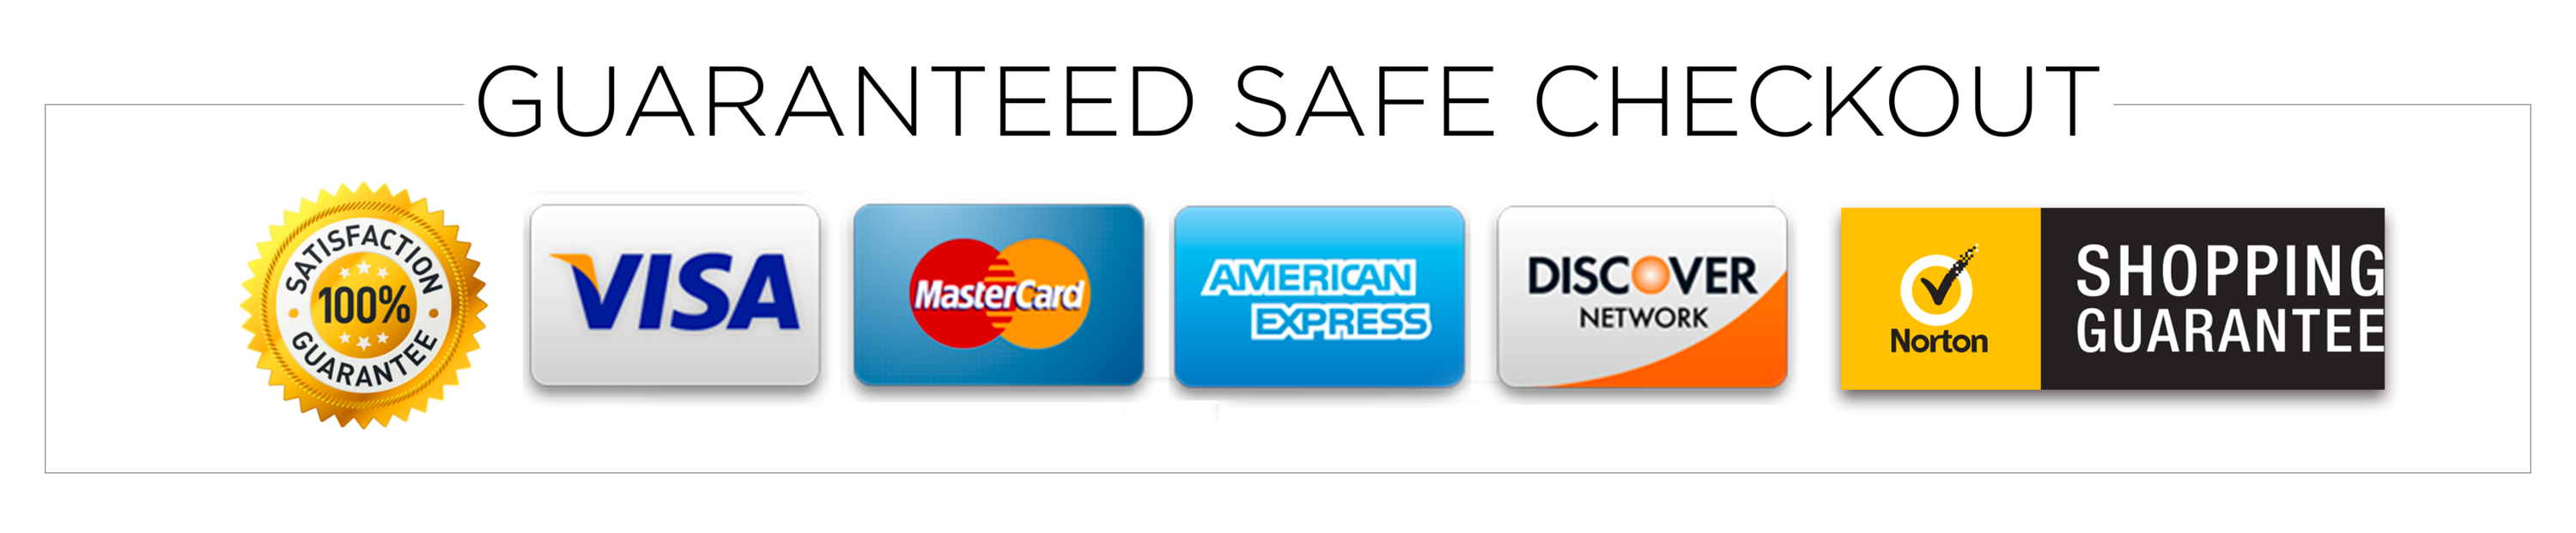 GUARANTEED SAFE CHECKOUT
SATISFACTION
100%
GUARANTEE
VISA
MasterCard
AMERICAN
EXPRESS
DISCOVER
NETWORK
Norton
SHOPPING
GUARANTEE